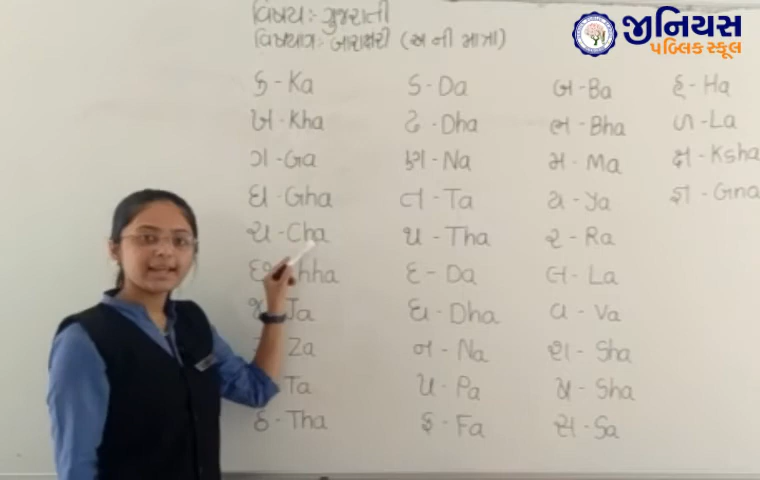 વિષય:- ગુજરાતી
વિષયાંગ:- બારાક્ષરી (અ ની માત્રા)
જીનિયસ
પબ્લિક સ્કૂલ
ક - Ka
ખ - Kha
ગ - Ga
ઘ - Gha
ચ - Cha
છ - Chha
જ - Ja
Za
Ta
ઠ - Tha
ડ - Da
ઢ - Dha
ણ - Na
ત - Ta
થ - Tha
દ - Da
ધ - Dha
ન - Na
પ - Pa
ફ - Fa
બ - Ba
ભ - Bha
મ - Ma
ય - Ya
ર - Ra
લ - La
વ - Va
શ - Sha
ષ - Sha
સ - Sa
હ - Ha
ળ - La
ક્ષ - Ksha
જ્ઞ - Gna